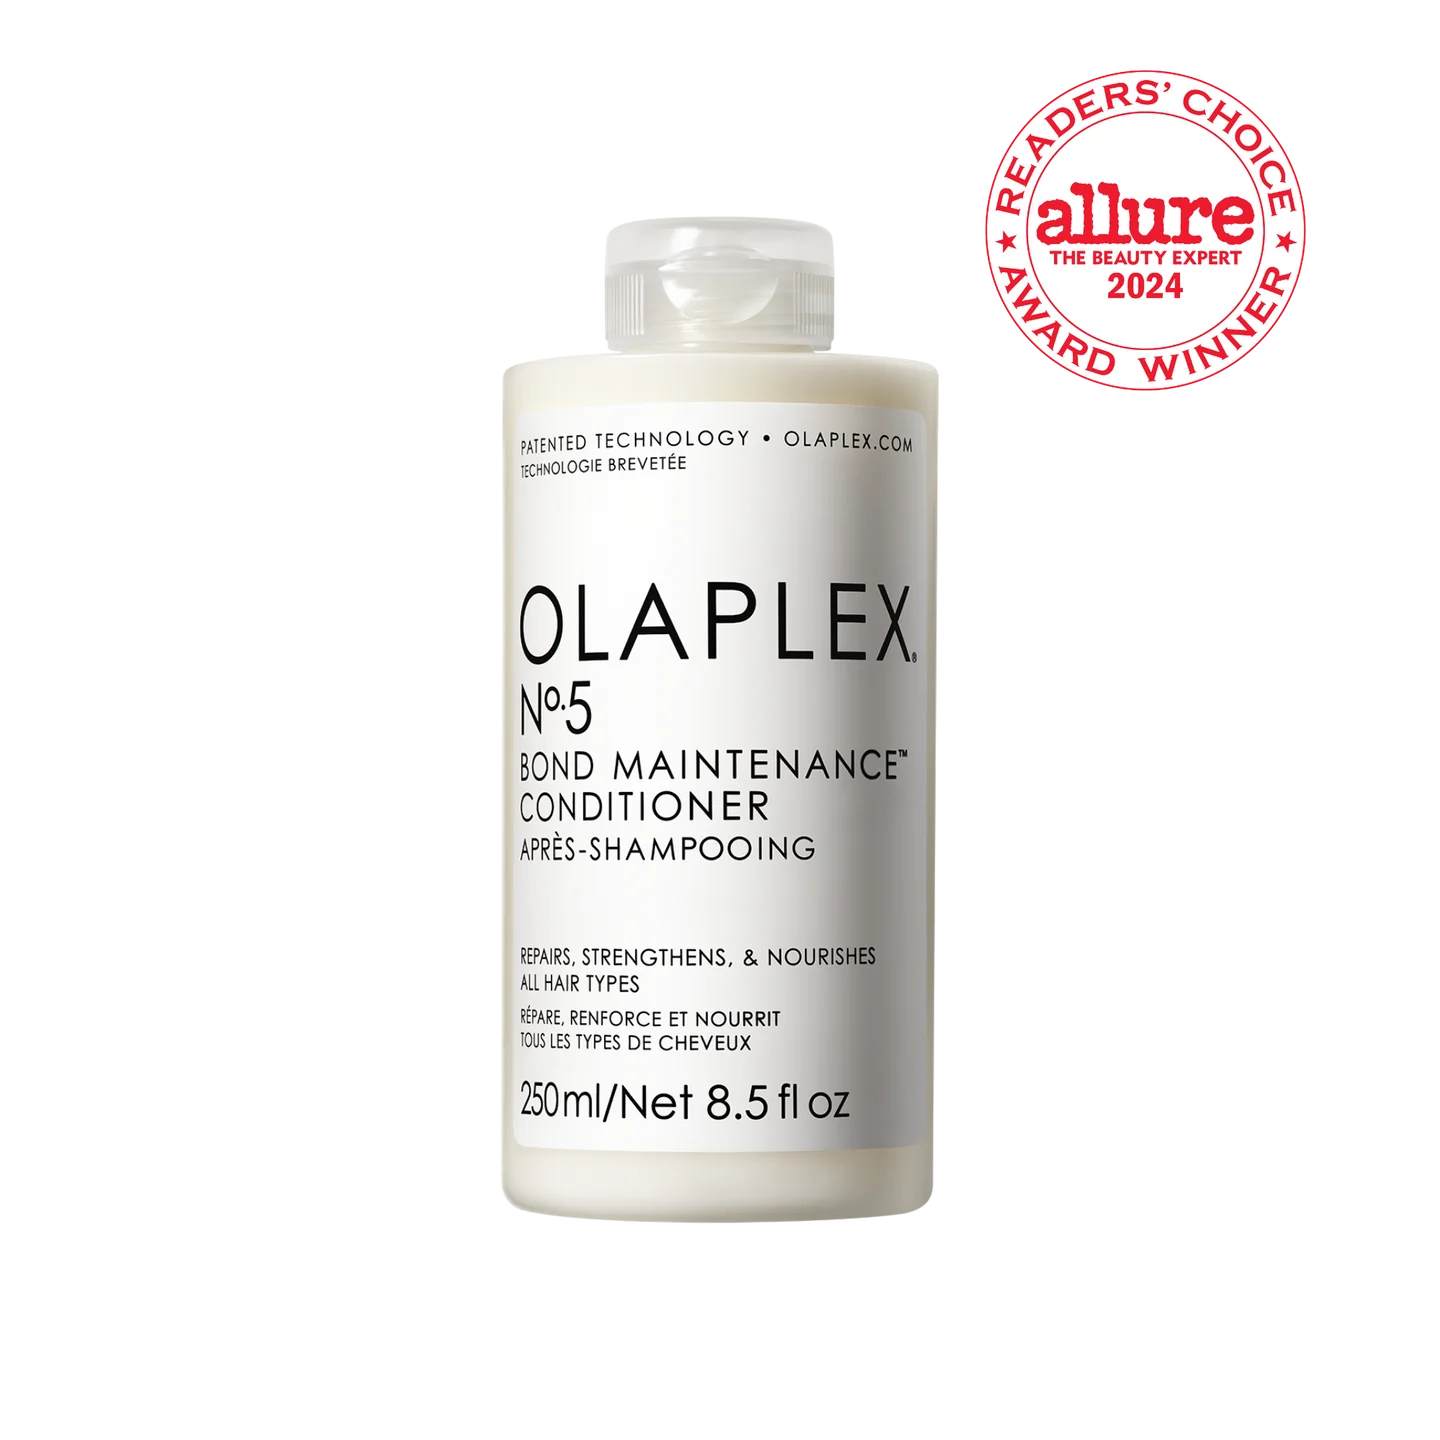 READERS' CHOICE
allure
THE BEAUTY EXPERT
2024
★ AWARD WINNER ★
PATENTED TECHNOLOGY • OLAPLEX.COM
TECHNOLOGIE BREVETÉE
OLAPLEX®
Nº.5
BOND MAINTENANCE™
CONDITIONER
APRÈS-SHAMPOOING
REPAIRS, STRENGTHENS, & NOURISHES
ALL HAIR TYPES
RÉPARE, RENFORCE ET NOURRIT
TOUS LES TYPES DE CHEVEUX
250ml/Net 8.5 fl oz